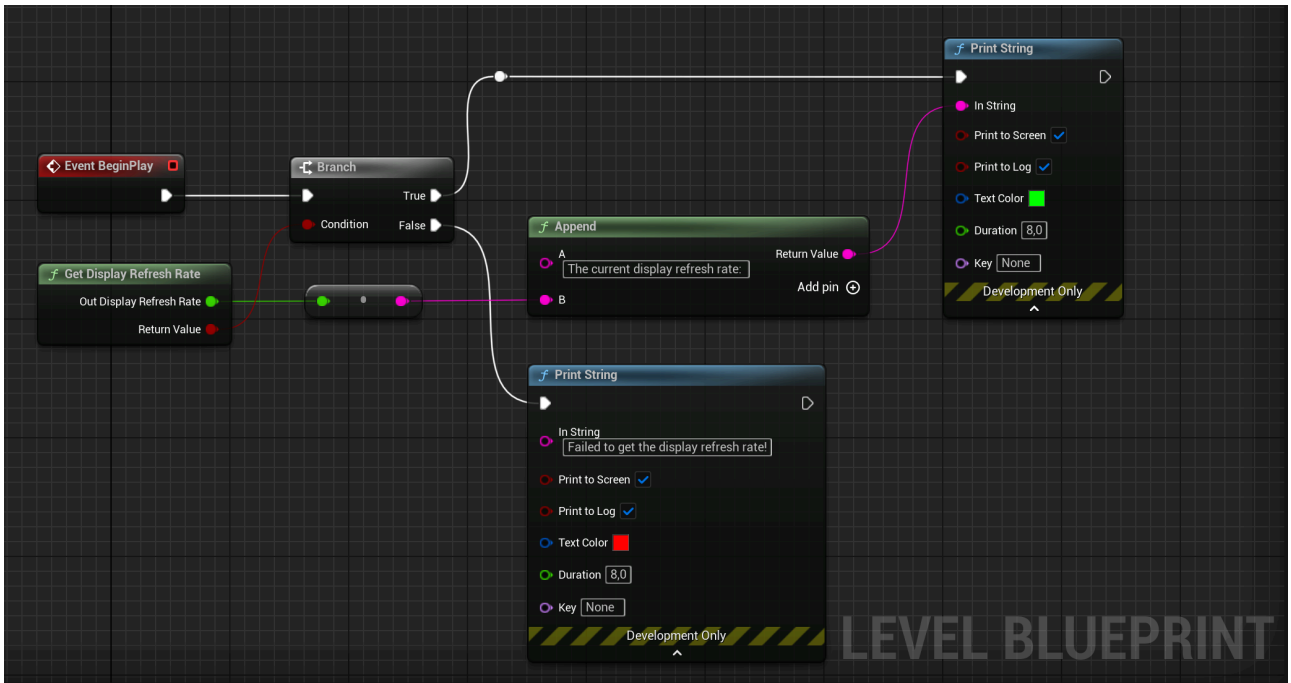 Event BeginPlay
Branch
True
Condition
False
Get Display Refresh Rate
Out Display Refresh Rate
Return Value
Append
A
The current display refresh rate:
Return Value
Add pin
B
Print String
In String
Print to Screen
Print to Log
Text Color
Duration 8,0
Key None
Development Only
Print String
In String
Failed to get the display refresh rate!
Print to Screen
Print to Log
Text Color
Duration 8,0
Key None
Development Only
LEVEL BLUEPRINT